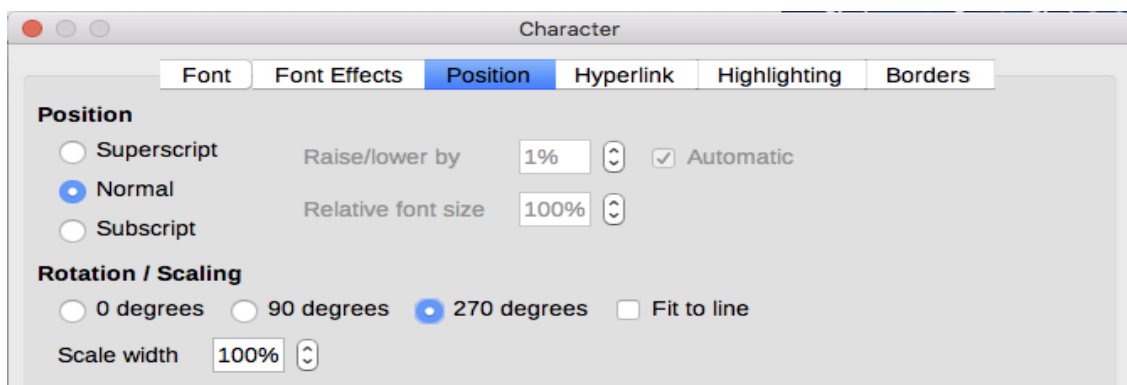 Character
Font Font Effects Position Hyperlink Highlighting Borders
Position
Superscript Raise/lower by 1% Automatic
Normal
Relative font size 100%
Subscript
Rotation / Scaling
0 degrees 90 degrees 270 degrees Fit to line
Scale width 100%